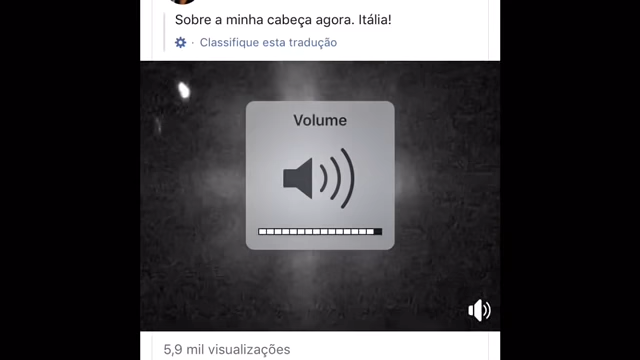 Sobre a minha cabeça agora. Itália!
· Classifique esta tradução
Volume
5,9 mil visualizações